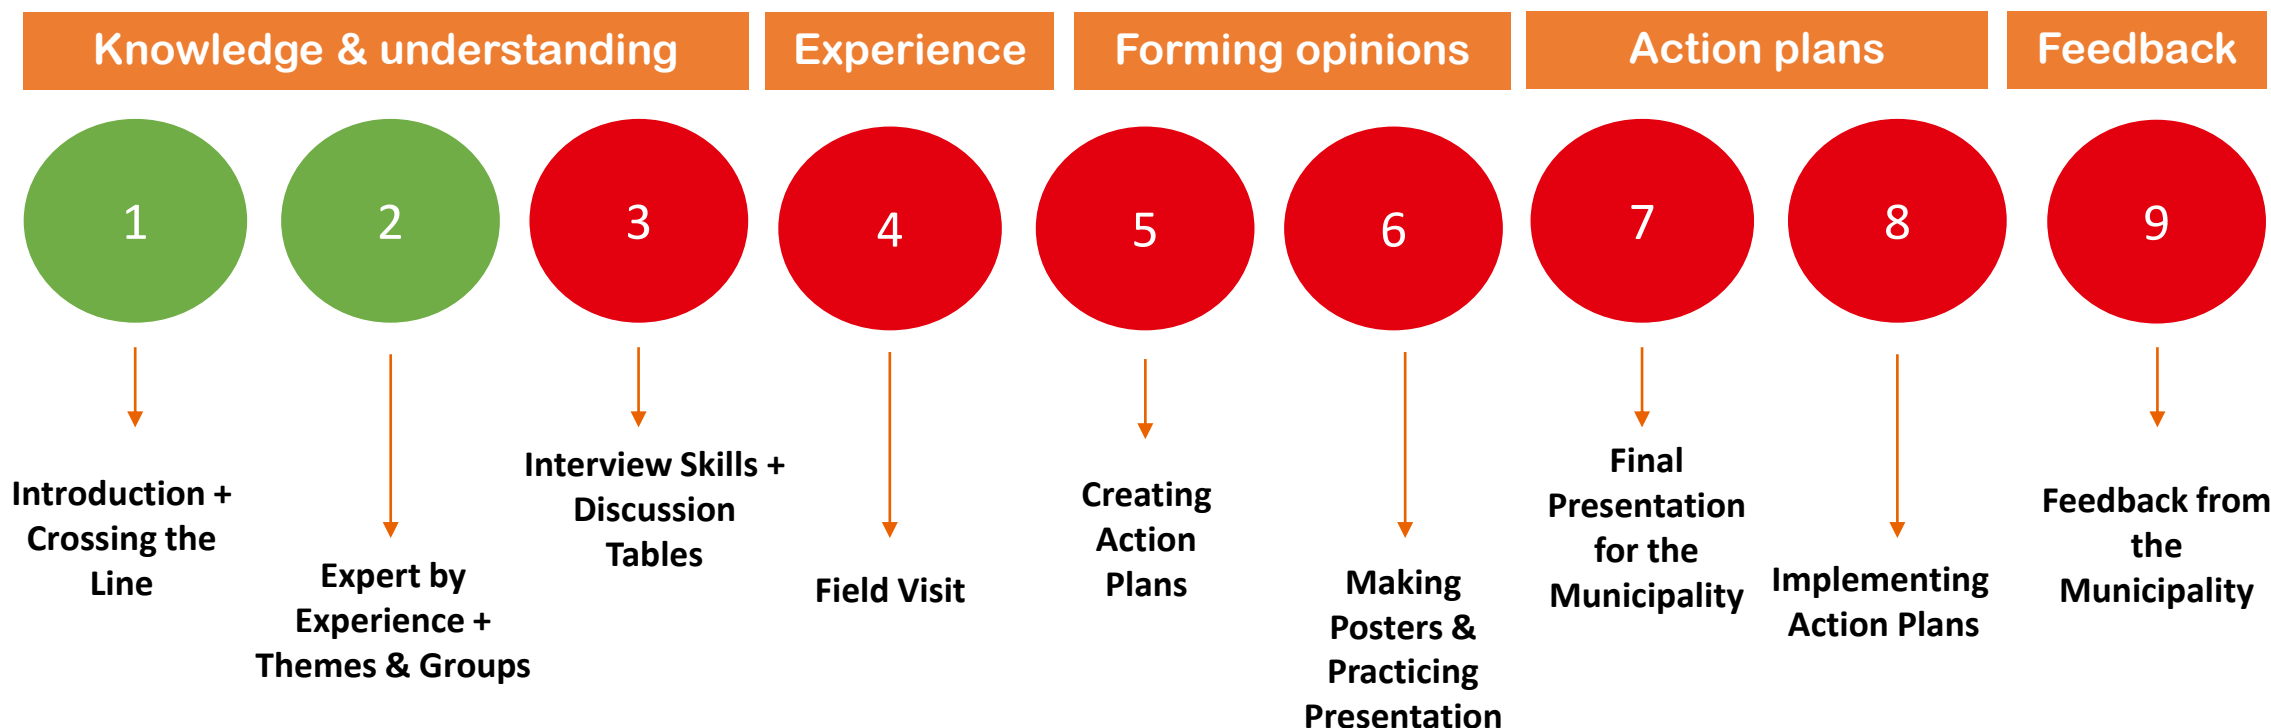 Knowledge & understanding
Experience
Forming opinions
Action plans
Feedback
1
2
3
4
5
6
7
8
9
Introduction +
Crossing the
Line
Expert by
Experience +
Themes & Groups
Interview Skills +
Discussion
Tables
Field Visit
Creating
Action
Plans
Making
Posters &
Practicing
Presentation
Final
Presentation
for the
Municipality
Implementing
Action Plans
Feedback from
the
Municipality